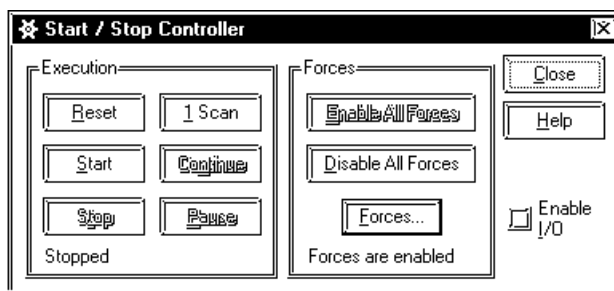 Start / Stop Controller
Execution
Reset
1 Scan
Start
Continue
Stop
Pause
Stopped
Forces
Enable All Forces
Disable All Forces
Forces...
Forces are enabled
Close
Help
Enable
I/O